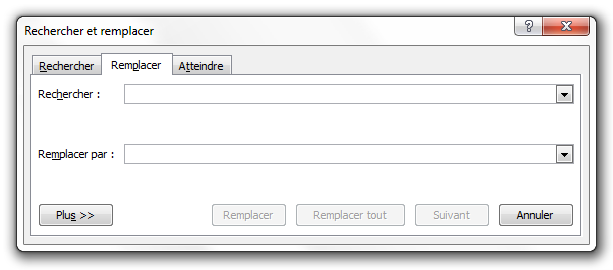 Rechercher et remplacer
Rechercher Remplacer Atteindre
Rechercher :
Remplacer par :
Plus >> Remplacer Remplacer tout Suivant Annuler